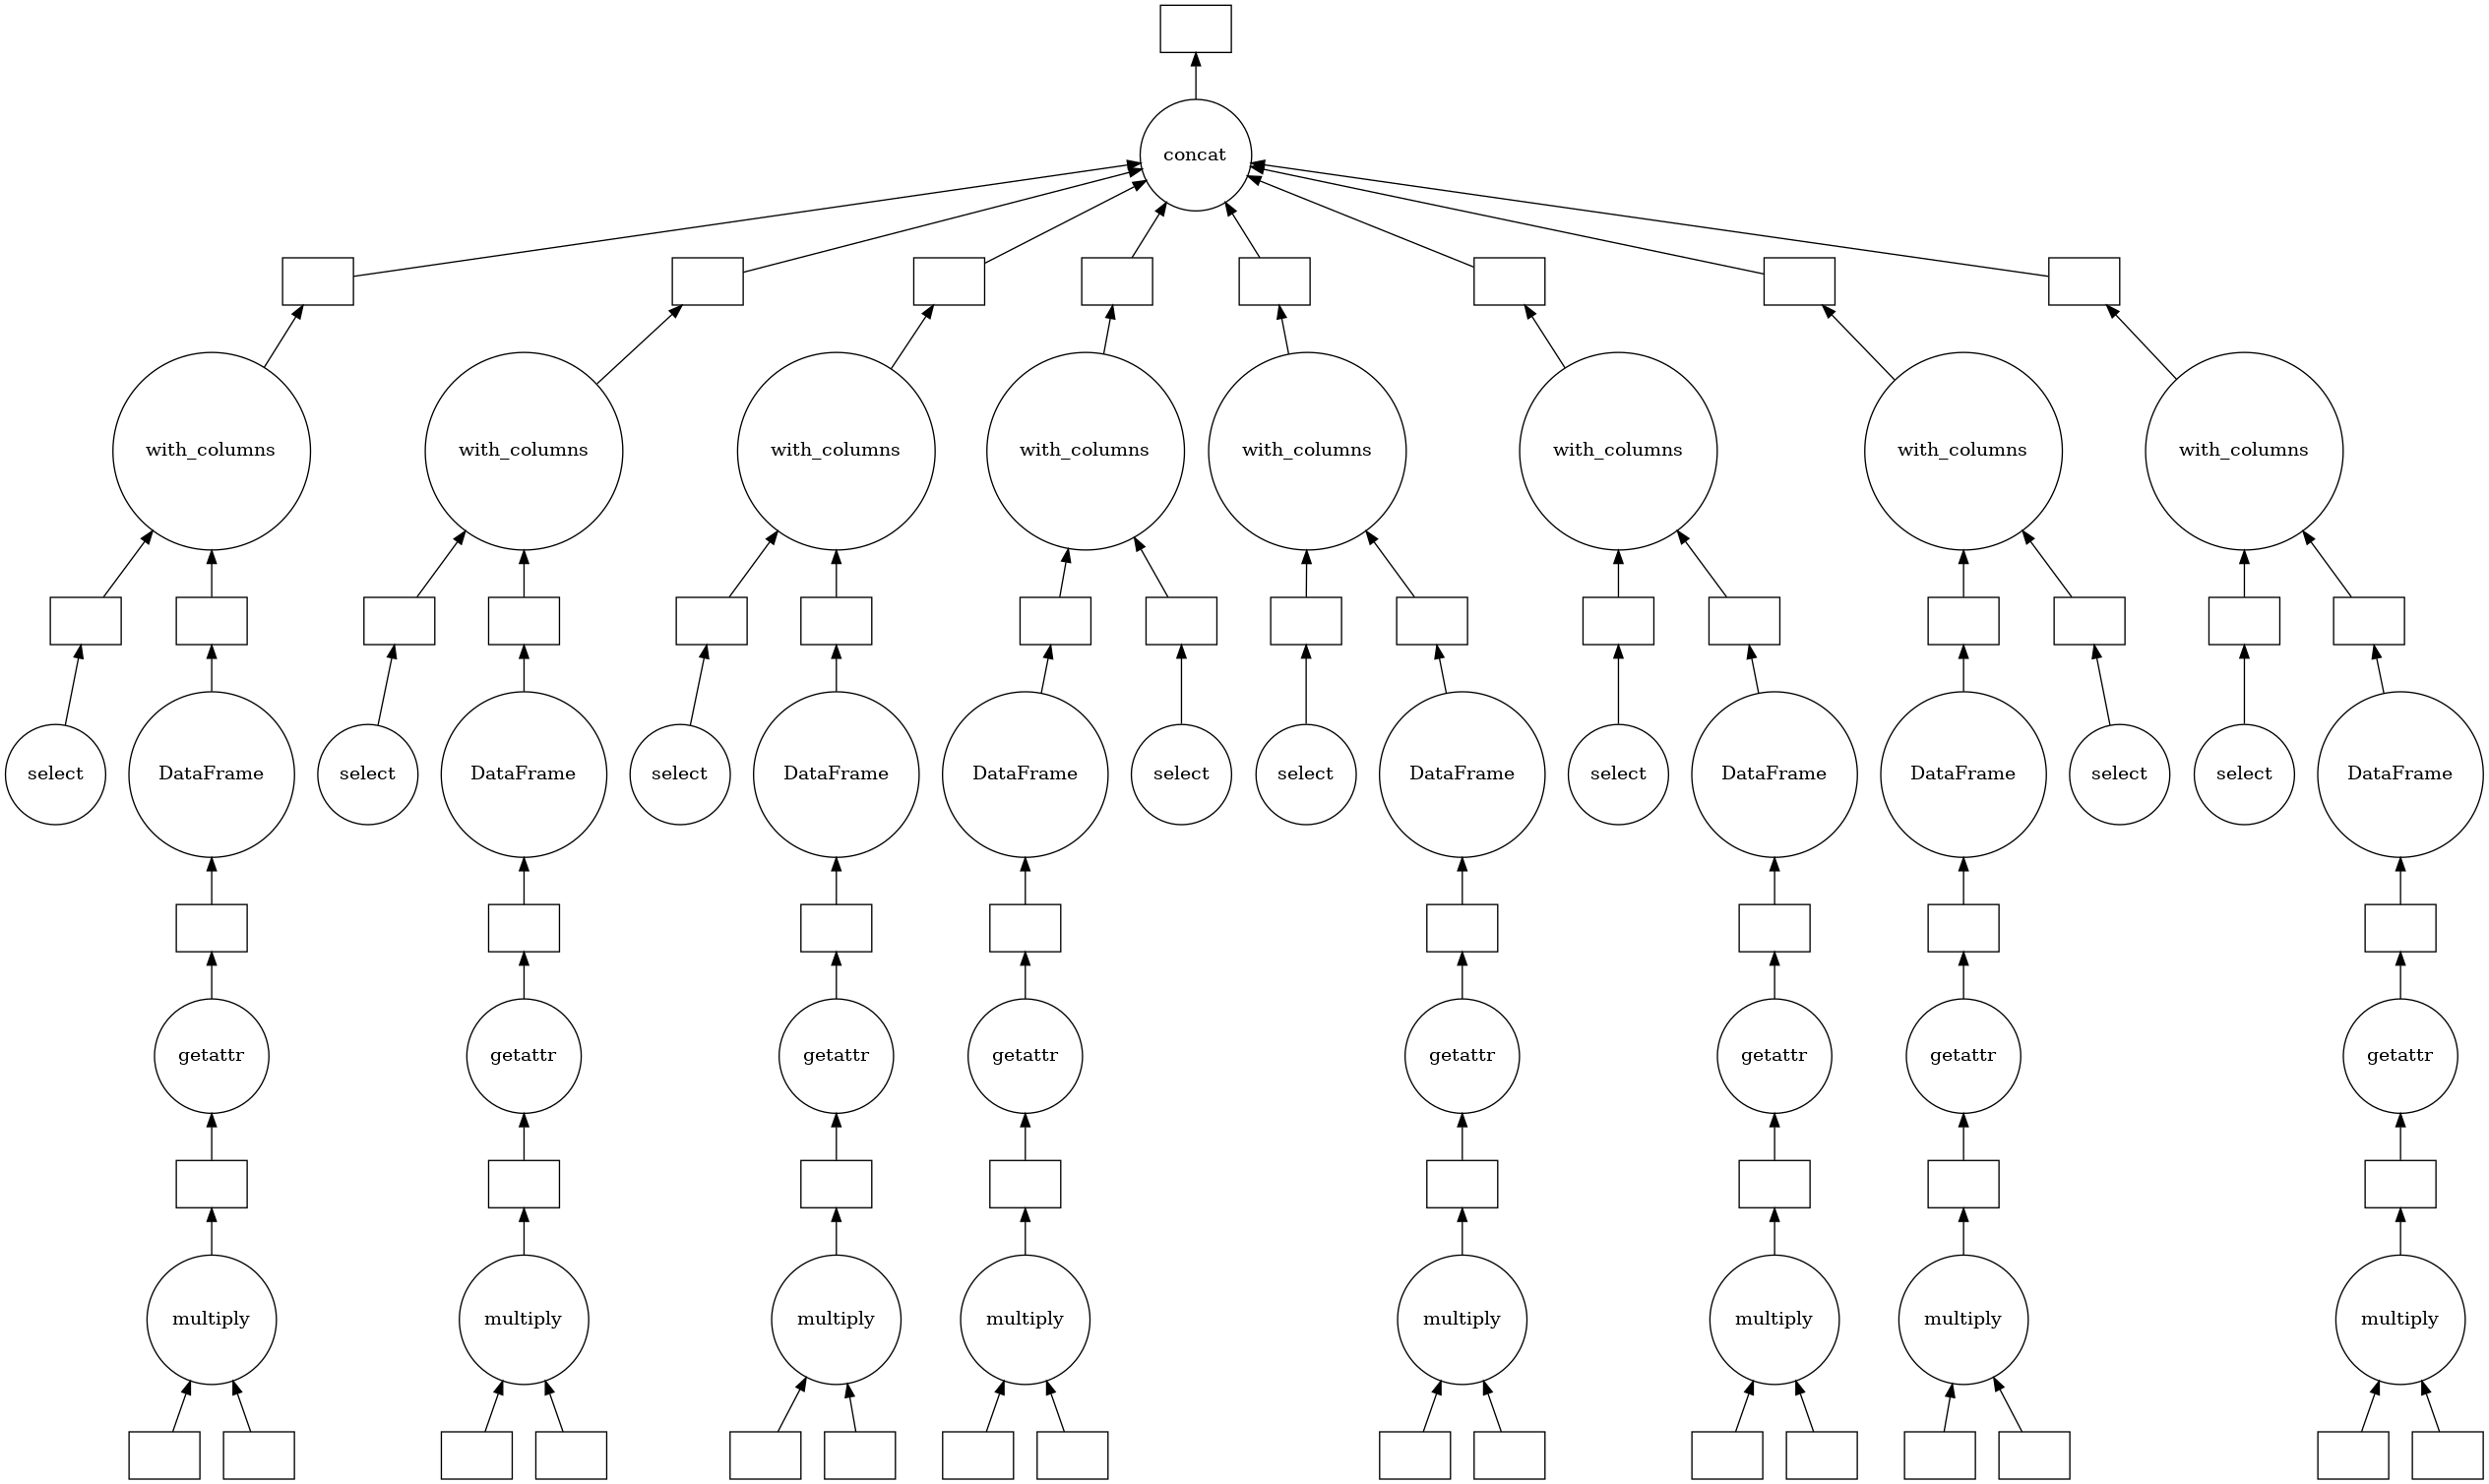 concat
with_columns with_columns with_columns with_columns with_columns with_columns with_columns with_columns
select DataFrame select DataFrame select DataFrame DataFrame select select DataFrame select DataFrame DataFrame select select DataFrame
getattr getattr getattr getattr getattr getattr getattr getattr
multiply multiply multiply multiply multiply multiply multiply multiply